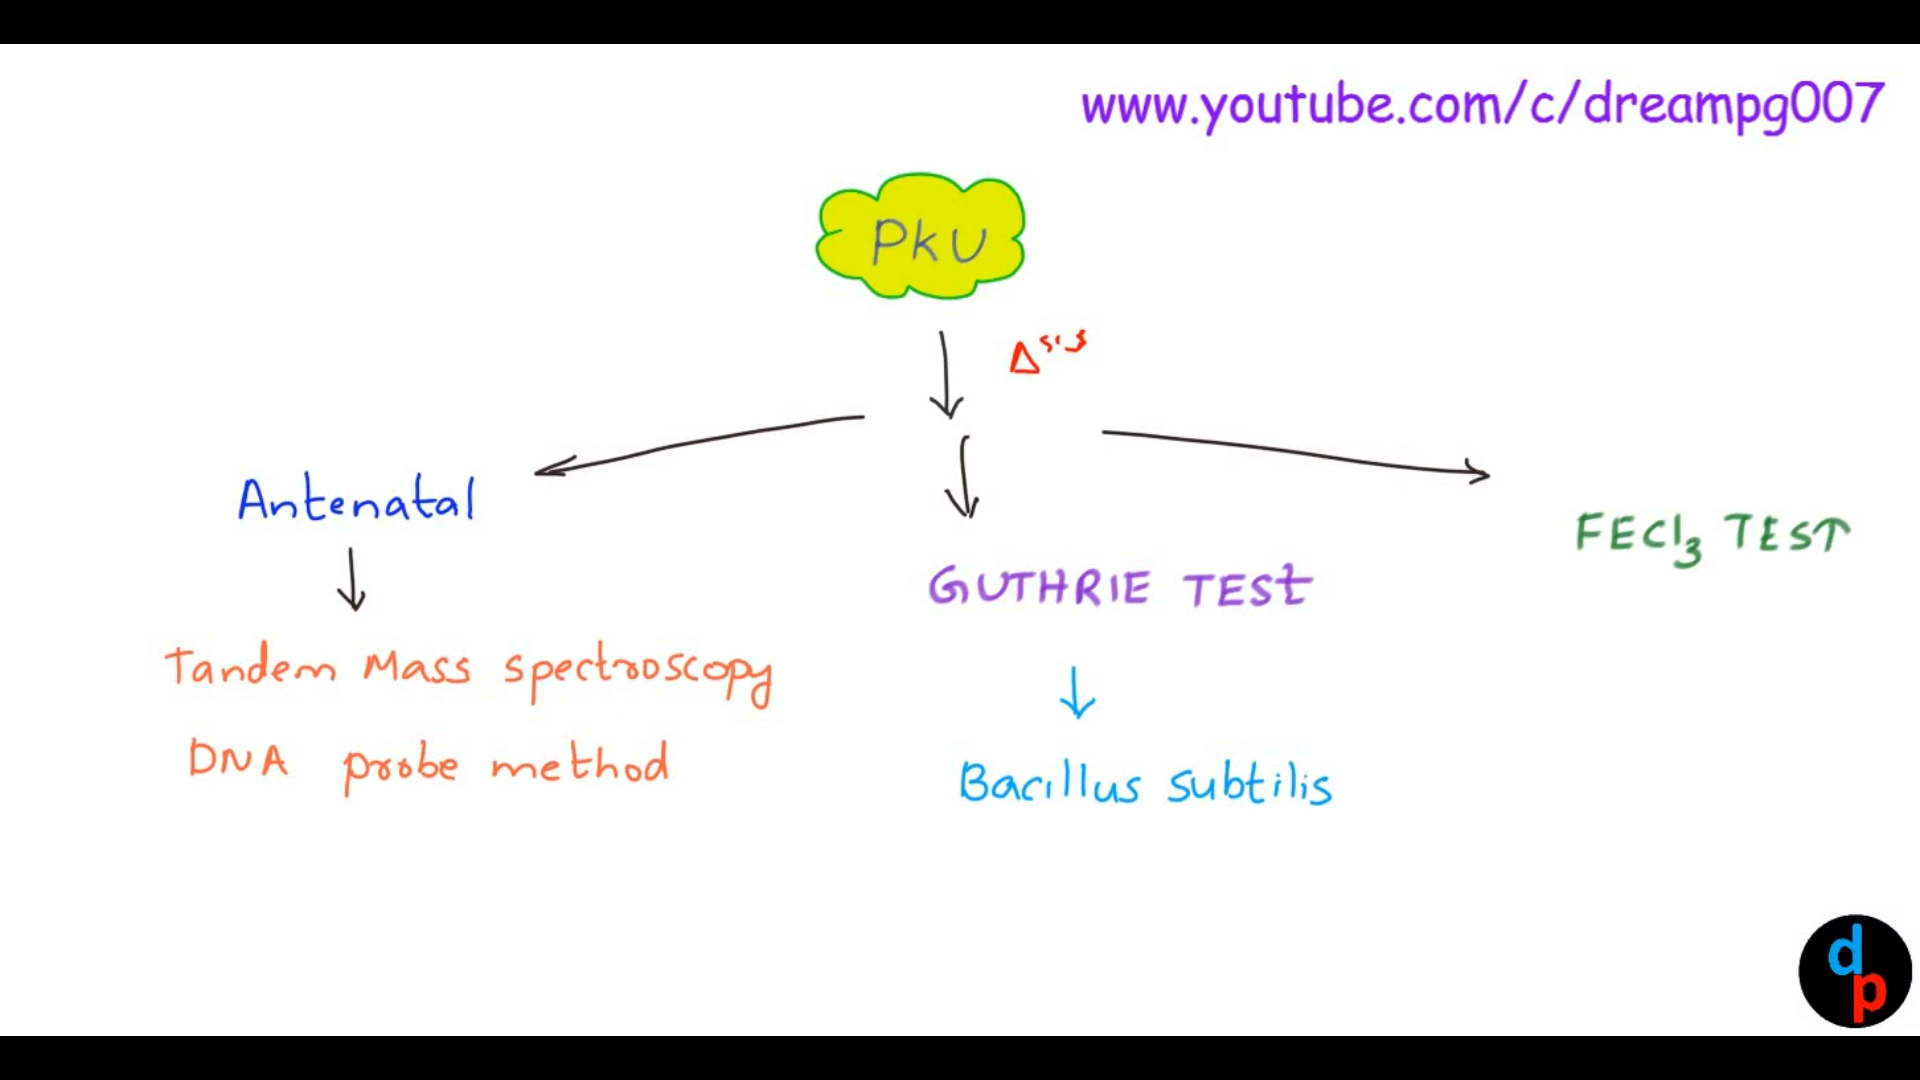 www.youtube.com/c/dreampg007
PKU
Δsis
Antenatal
FECl3 TEST
GUTHRIE TEST
Tandem Mass spectroscopy
DNA probe method
Bacillus subtilis
dp